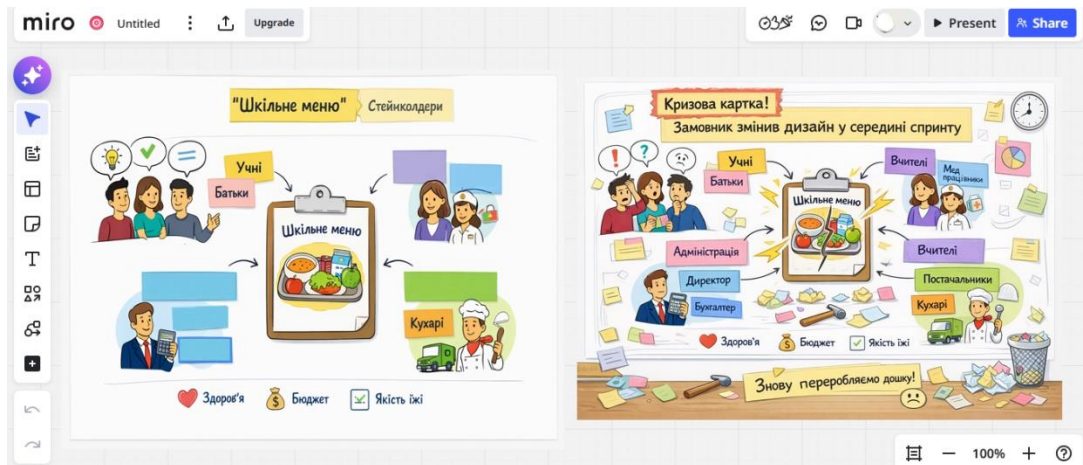 miro
Untitled
Upgrade
Present
Share
"Шкільне меню"
Стейкколдери
Учні
Батьки
Шкільне меню
Кухарі
Здоров'я
Бюджет
Якість їжі
Кризова картка!
Замовник змінив дизайн у середині спринту
Учні
Батьки
Вчителі
Мед
працівники
Шкільне меню
Адміністрація
Вчителі
Директор
Постачальники
Бухгалтер
Кухарі
Здоров'я
Бюджет
Якість їжі
Знову переробляємо дошку!
100%